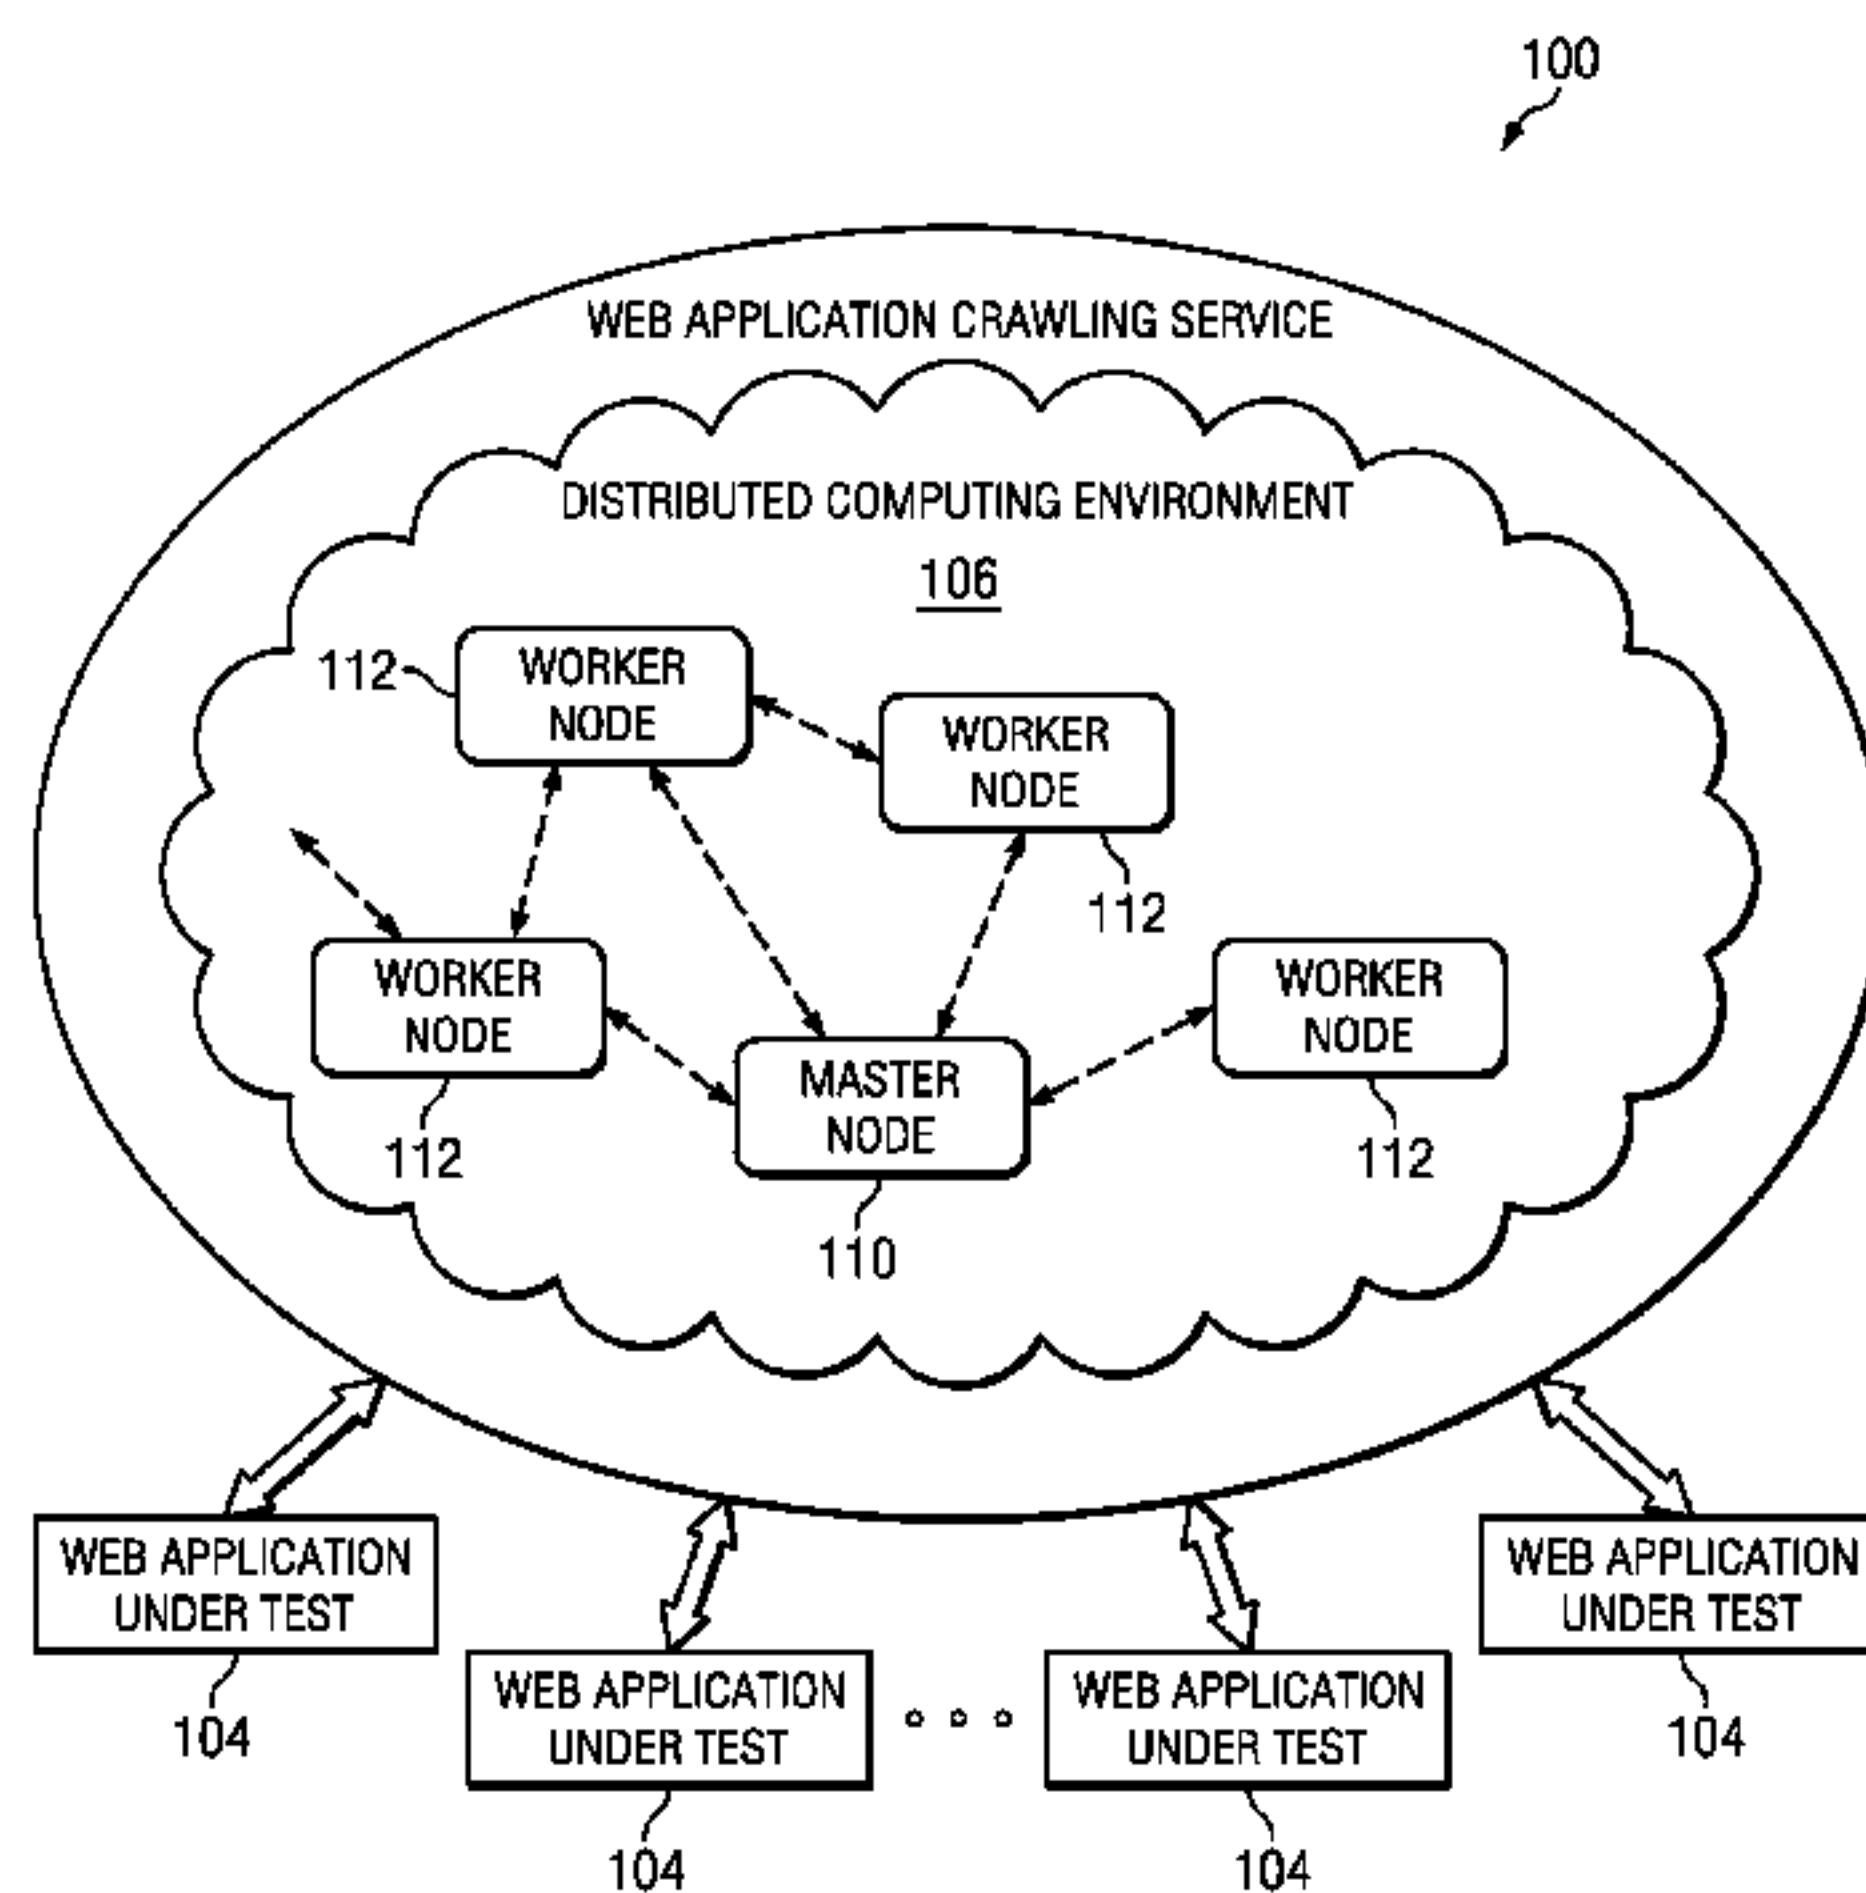 100
WEB APPLICATION CRAWLING SERVICE
DISTRIBUTED COMPUTING ENVIRONMENT
106
112
WORKER
NODE
WORKER
NODE
112
WORKER
NODE
112
MASTER
NODE
110
WORKER
NODE
112
WEB APPLICATION
UNDER TEST
104
WEB APPLICATION
UNDER TEST
104
WEB APPLICATION
UNDER TEST
104
WEB APPLICATION
UNDER TEST
104